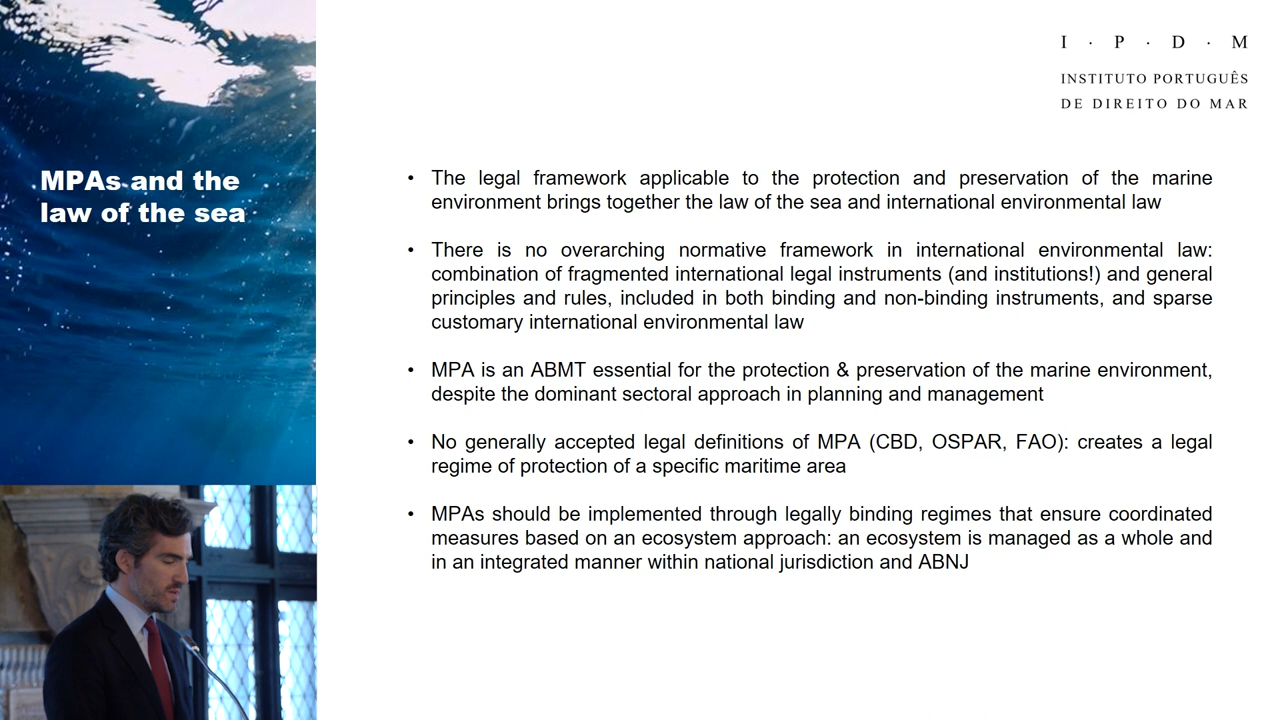 I · P · D · M
INSTITUTO PORTUGUÊS
DE DIREITO DO MAR
MPAs and the
law of the sea
• The legal framework applicable to the protection and preservation of the marine
environment brings together the law of the sea and international environmental law
• There is no overarching normative framework in international environmental law:
combination of fragmented international legal instruments (and institutions!) and general
principles and rules, included in both binding and non-binding instruments, and sparse
customary international environmental law
• MPA is an ABMT essential for the protection & preservation of the marine environment,
despite the dominant sectoral approach in planning and management
• No generally accepted legal definitions of MPA (CBD, OSPAR, FAO): creates a legal
regime of protection of a specific maritime area
• MPAs should be implemented through legally binding regimes that ensure coordinated
measures based on an ecosystem approach: an ecosystem is managed as a whole and
in an integrated manner within national jurisdiction and ABNJ